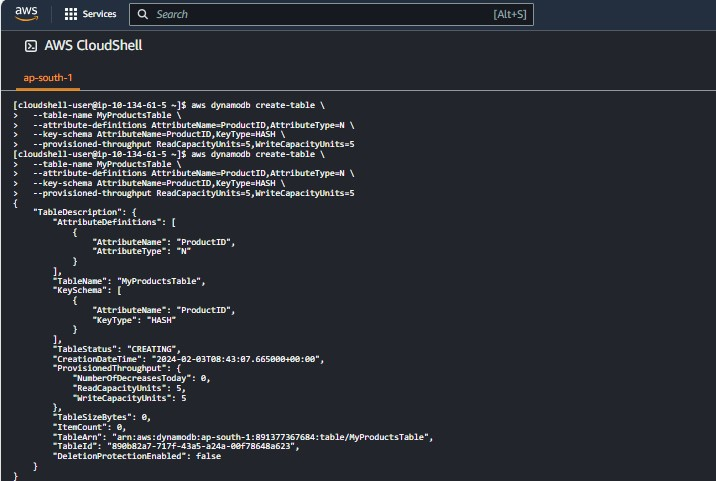 aws
Services
Search
[Alt+S]
AWS CloudShell
ap-south-1
[cloudshell-user@ip-10-134-61-5 ~]$ aws dynamodb create-table \
>   --table-name MyProductsTable \
>   --attribute-definitions AttributeName=ProductID,AttributeType=N \
>   --key-schema AttributeName=ProductID,KeyType=HASH \
>   --provisioned-throughput ReadCapacityUnits=5,WriteCapacityUnits=5
[cloudshell-user@ip-10-134-61-5 ~]$ aws dynamodb create-table \
>   --table-name MyProductsTable \
>   --attribute-definitions AttributeName=ProductID,AttributeType=N \
>   --key-schema AttributeName=ProductID,KeyType=HASH \
>   --provisioned-throughput ReadCapacityUnits=5,WriteCapacityUnits=5
{
    "TableDescription": {
        "AttributeDefinitions": [
            {
                "AttributeName": "ProductID",
                "AttributeType": "N"
            }
        ],
        "TableName": "MyProductsTable",
        "KeySchema": [
            {
                "AttributeName": "ProductID",
                "KeyType": "HASH"
            }
        ],
        "TableStatus": "CREATING",
        "CreationDateTime": "2024-02-03T08:43:07.665000+00:00",
        "ProvisionedThroughput": {
            "NumberOfDecreasesToday": 0,
            "ReadCapacityUnits": 5,
            "WriteCapacityUnits": 5
        },
        "TableSizeBytes": 0,
        "ItemCount": 0,
        "TableArn": "arn:aws:dynamodb:ap-south-1:891377367684:table/MyProductsTable",
        "TableId": "890b82a7-717f-43a5-a24a-00f78648a623",
        "DeletionProtectionEnabled": false
    }
}